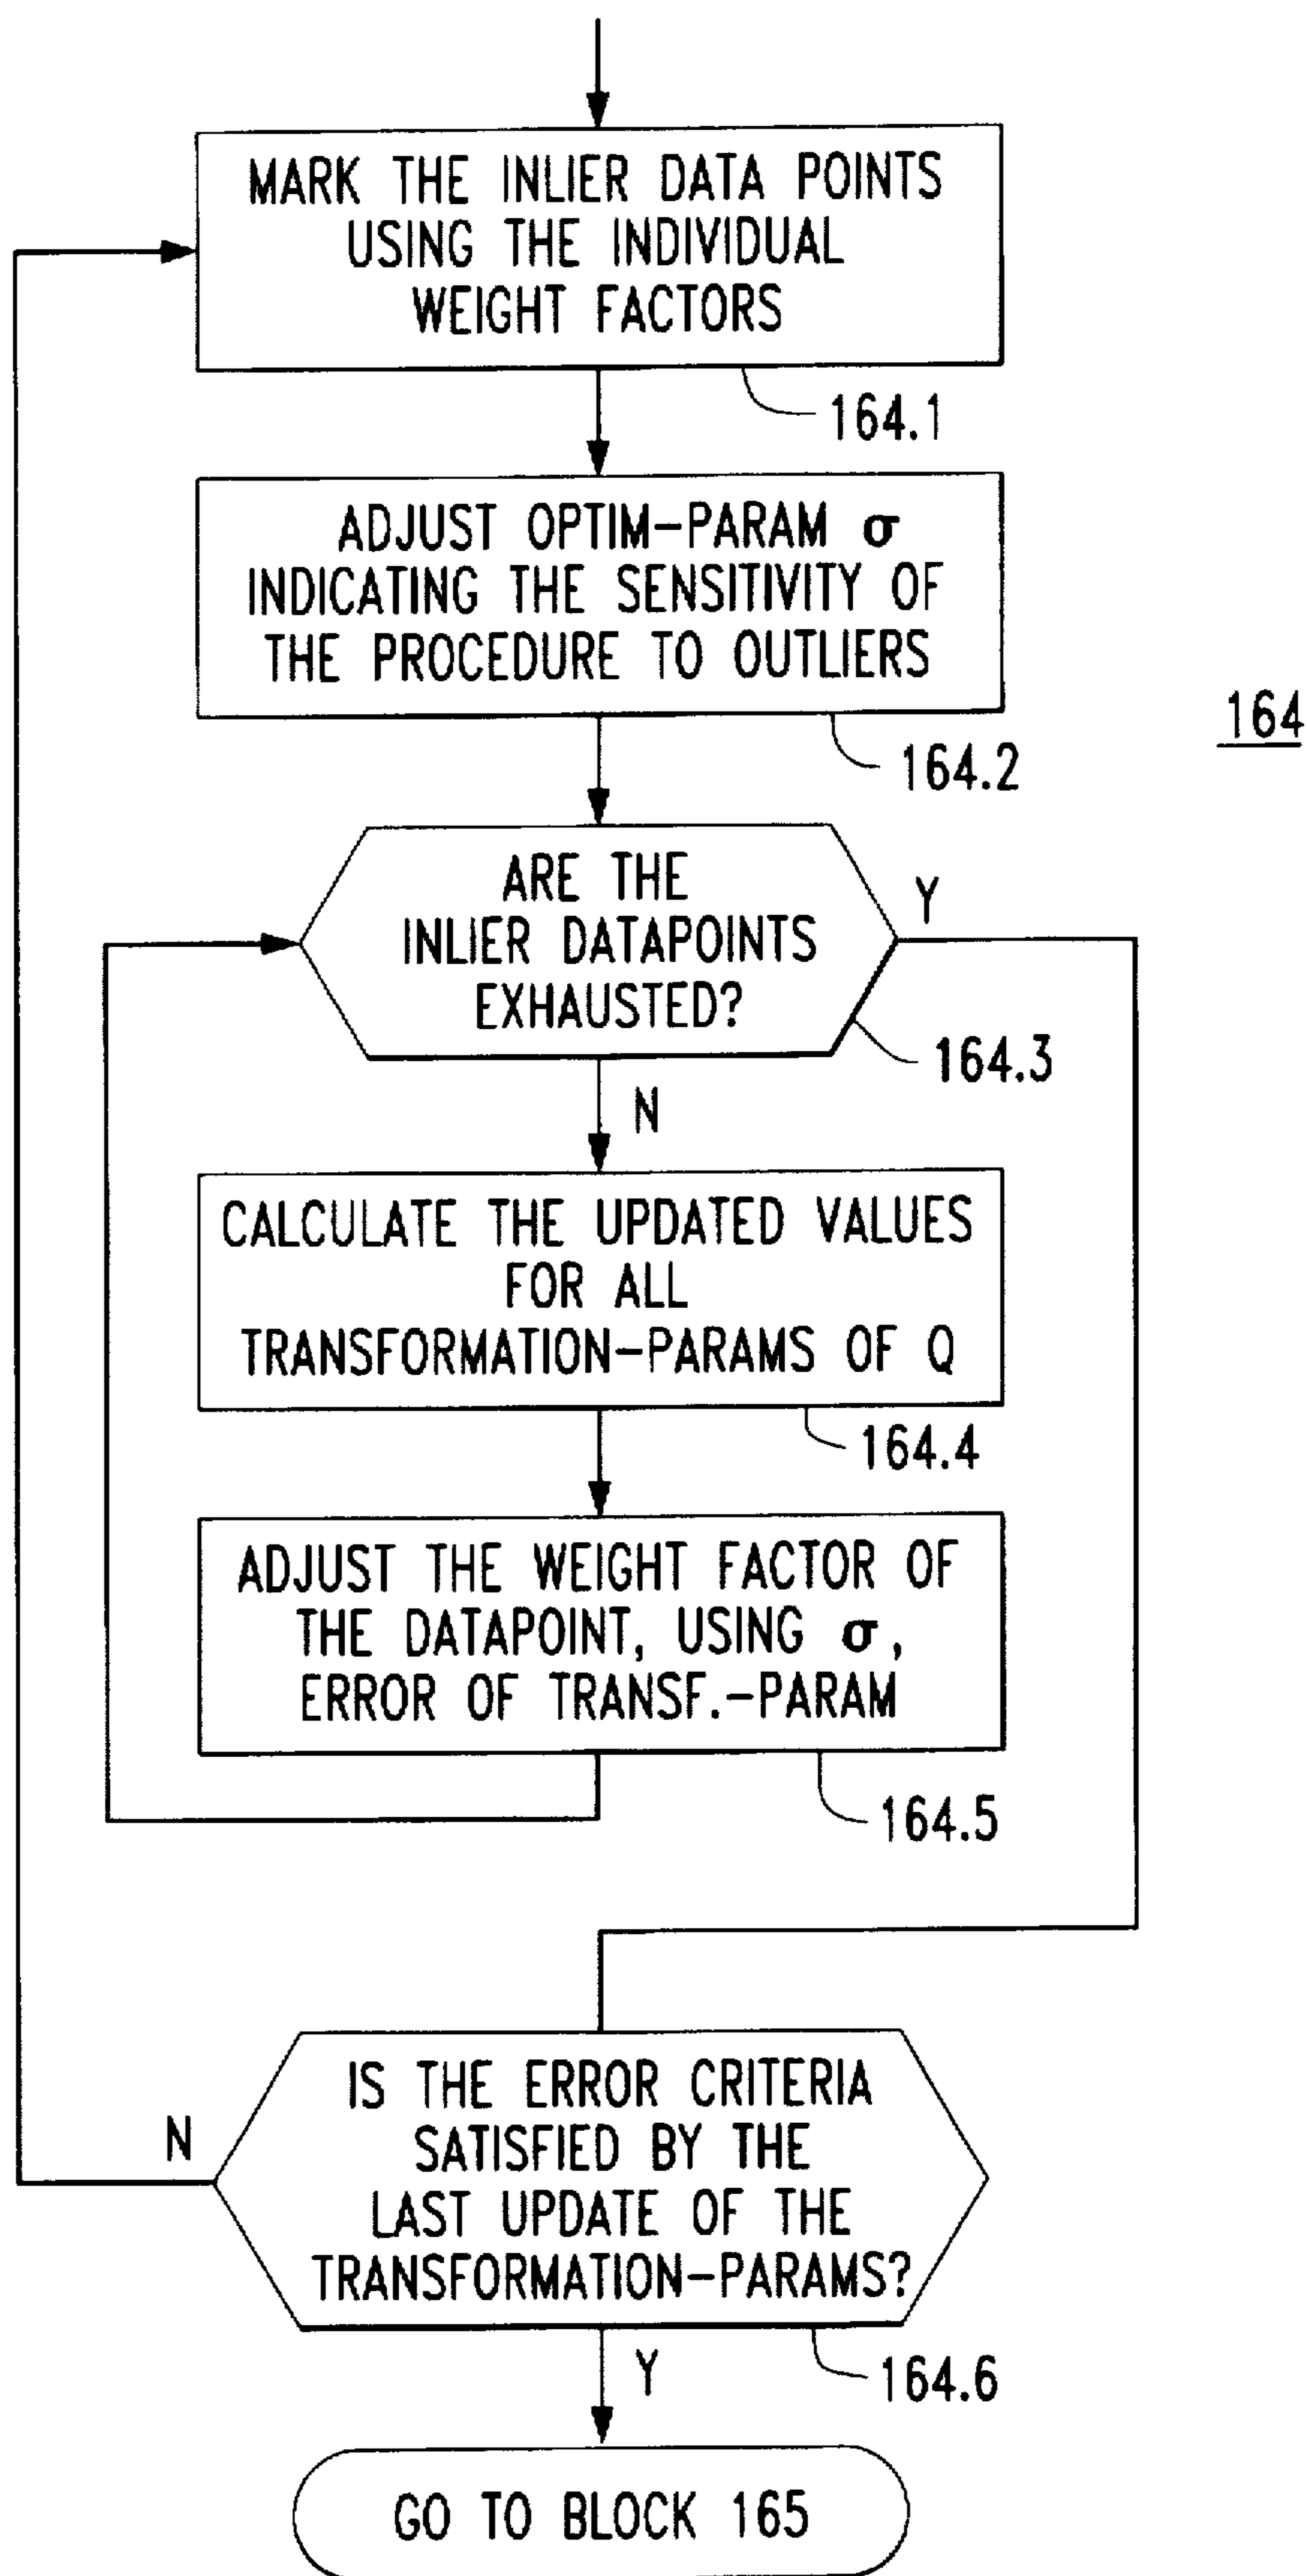 MARK THE INLIER DATA POINTS
USING THE INDIVIDUAL
WEIGHT FACTORS
164.1
ADJUST OPTIM-PARAM σ
INDICATING THE SENSITIVITY OF
THE PROCEDURE TO OUTLIERS
164
164.2
ARE THE
INLIER DATAPOINTS
EXHAUSTED?
Y
164.3
N
CALCULATE THE UPDATED VALUES
FOR ALL
TRANSFORMATION-PARAMS OF Q
164.4
ADJUST THE WEIGHT FACTOR OF
THE DATAPOINT, USING σ,
ERROR OF TRANSF.-PARAM
164.5
IS THE ERROR CRITERIA
SATISFIED BY THE
LAST UPDATE OF THE
TRANSFORMATION-PARAMS?
N
164.6
Y
GO TO BLOCK 165